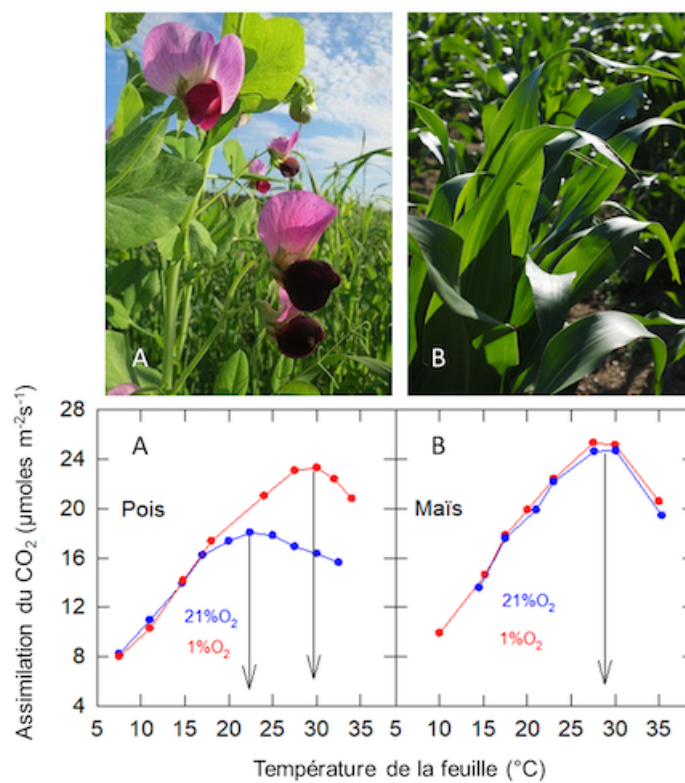 A
B
28
24
20
16
12
8
4
Assimilation du CO₂ (µmoles m⁻²s⁻¹)
A
Pois
21%O₂
1%O₂
B
Maïs
21%O₂
1%O₂
5 10 15 20 25 30 35 5 10 15 20 25 30 35
Température de la feuille (°C)